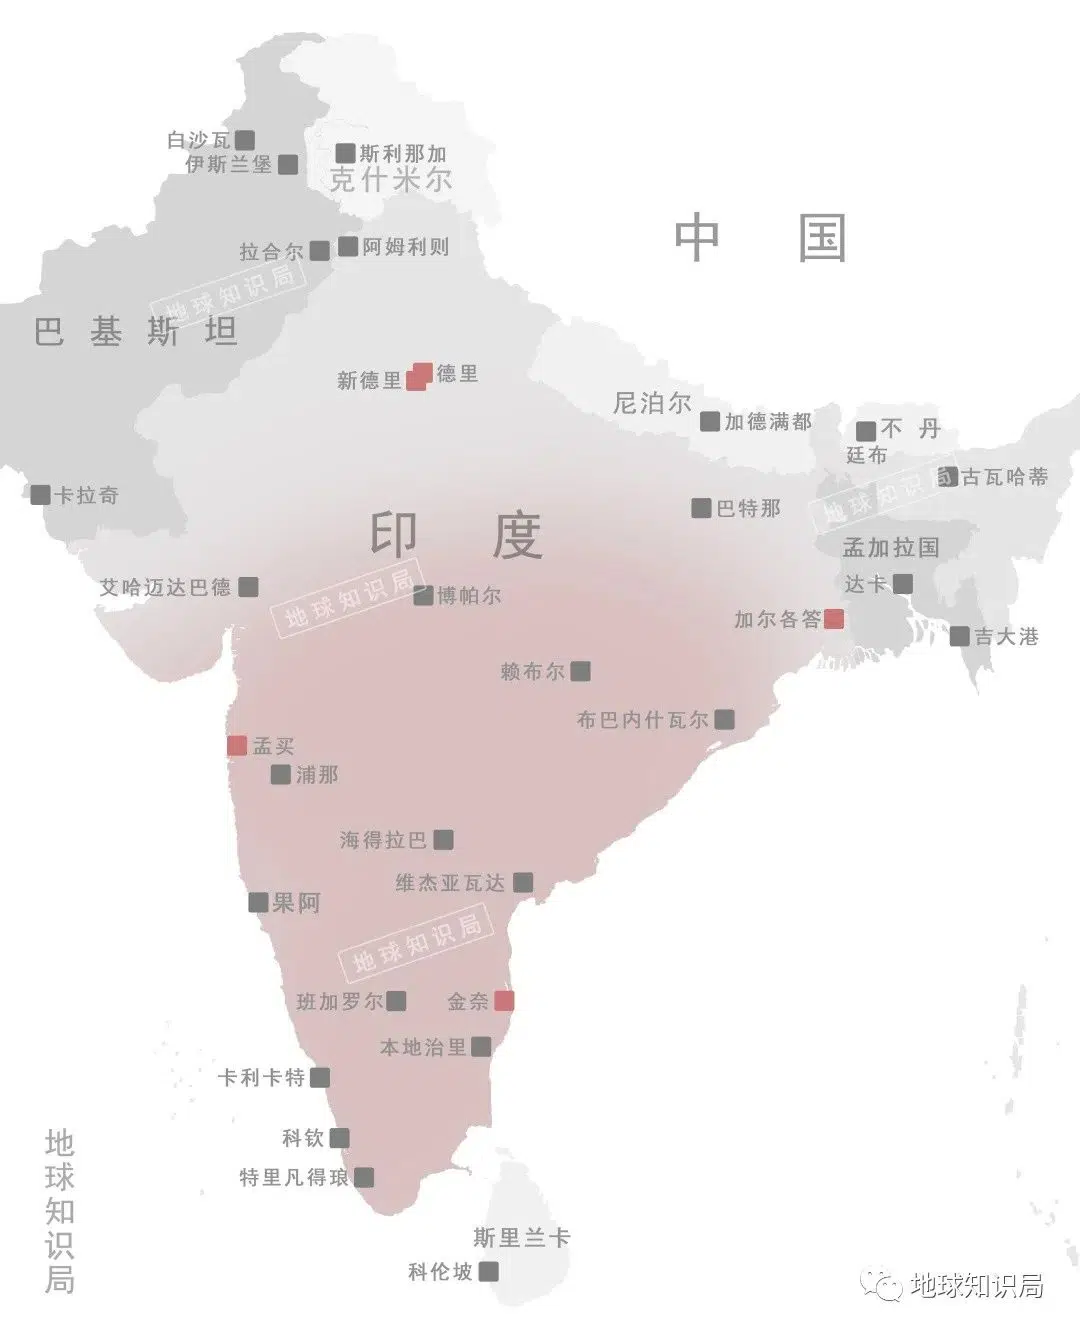 白沙瓦
伊斯兰堡
斯利那加
克什米尔
中国
拉合尔
阿姆利则
地球知识局
巴基斯坦
新德里
德里
尼泊尔
加德满都
不丹
廷布
古瓦哈蒂
卡拉奇
巴特那
地球知识局
印度
孟加拉国
艾哈迈达巴德
地球知识局
博帕尔
达卡
加尔各答
吉大港
赖布尔
布巴内什瓦尔
孟买
浦那
海得拉巴
维杰亚瓦达
果阿
地球知识局
班加罗尔
金奈
本地治里
卡利卡特
科钦
特里凡得琅
地球知识局
斯里兰卡
科伦坡
地球知识局